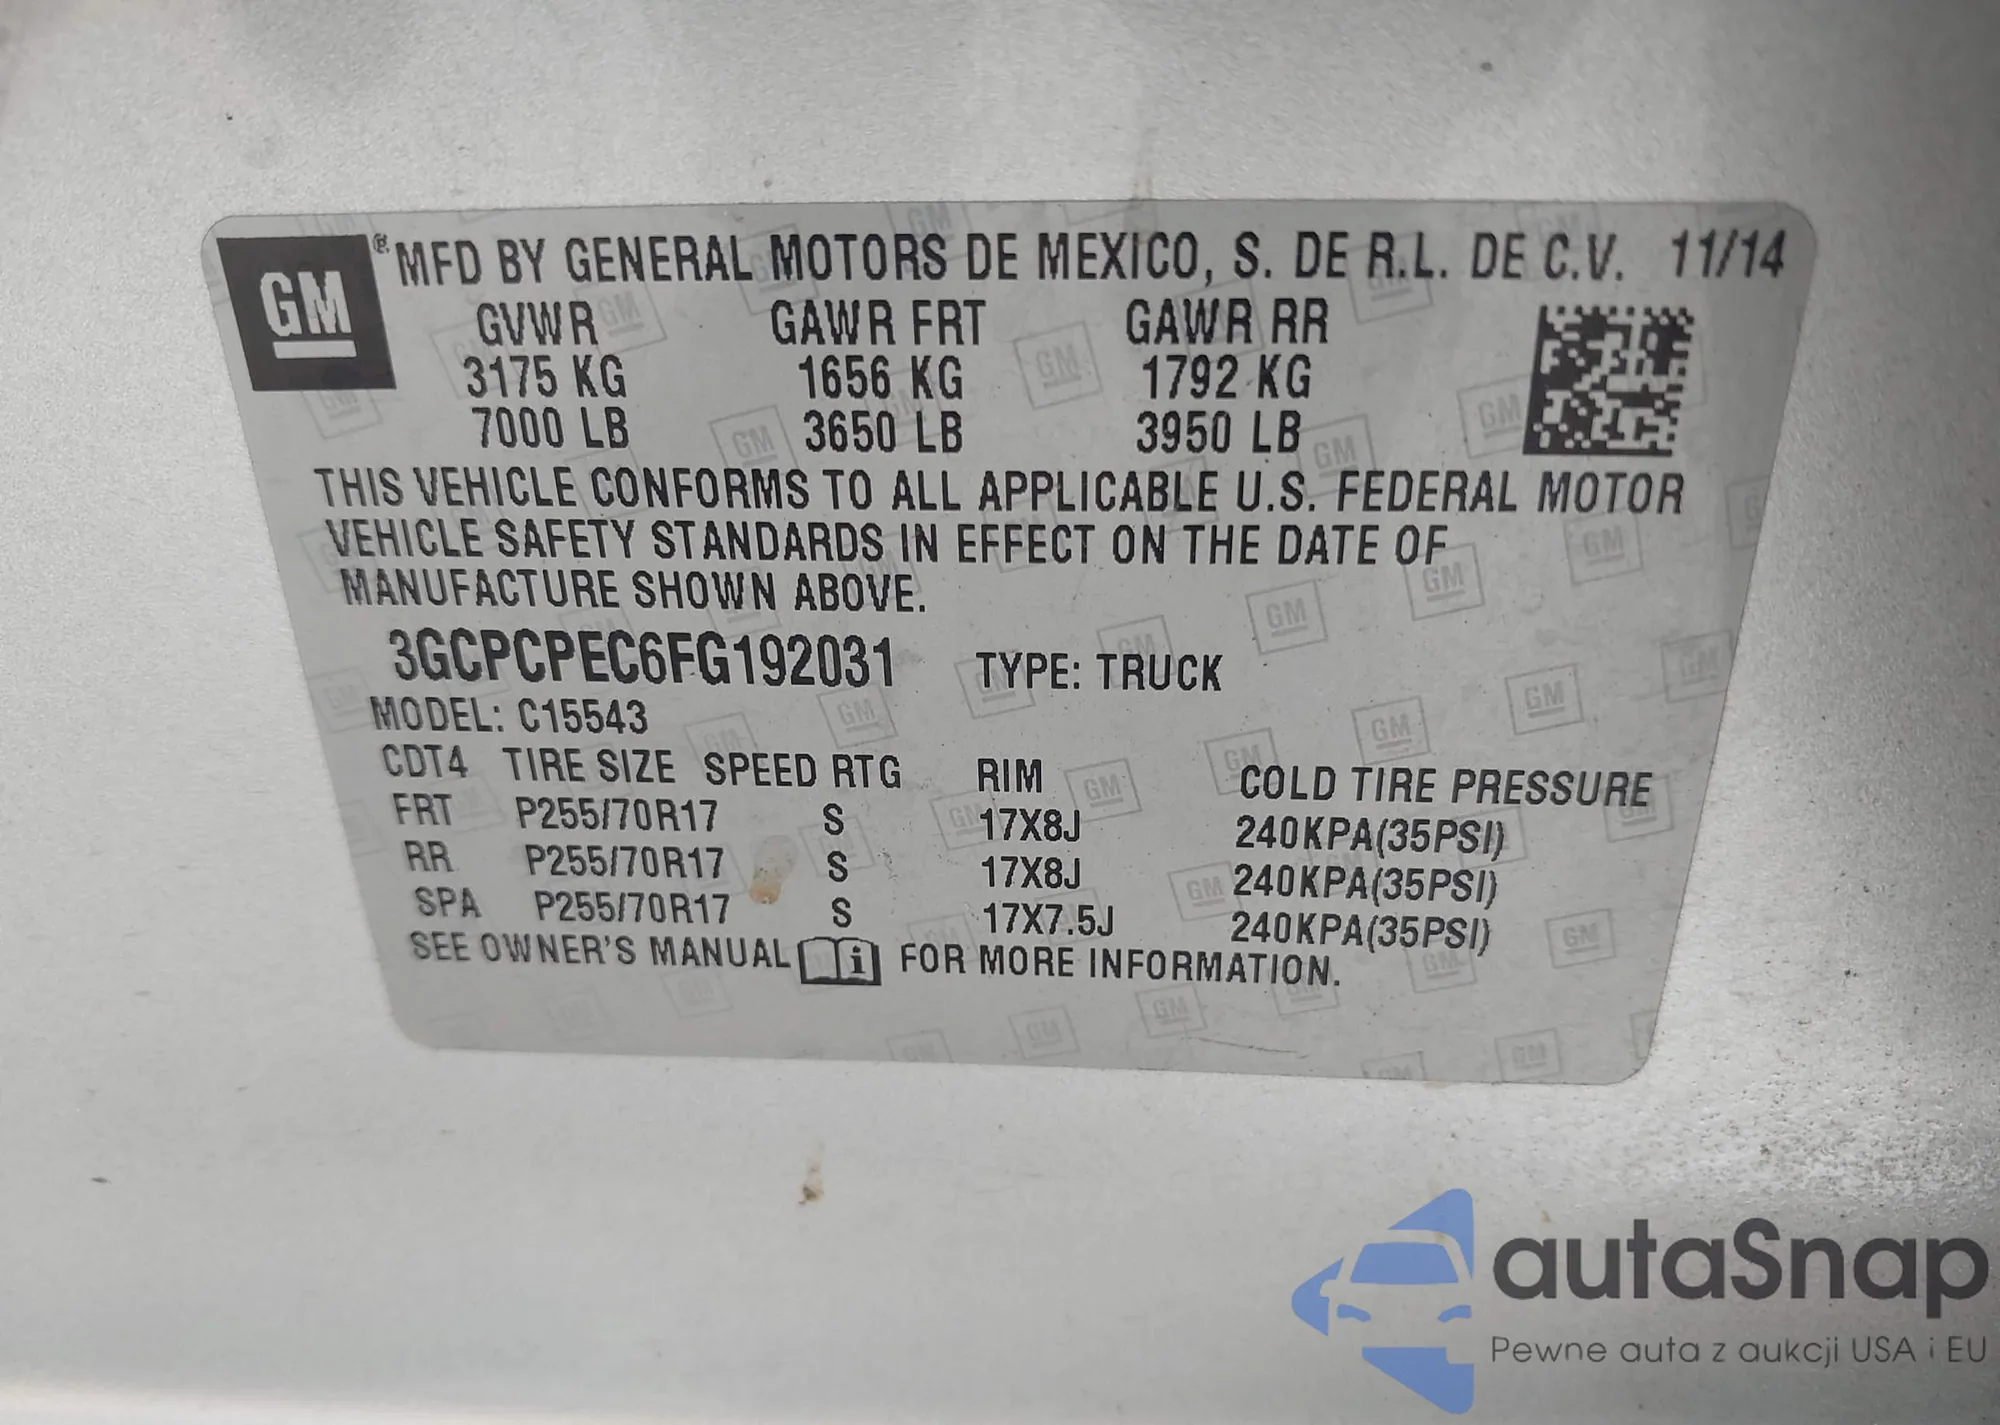 GM ® MFD BY GENERAL MOTORS DE MEXICO, S. DE R.L. DE C.V. 11/14
GVWR GAWR FRT GAWR RR
3175 KG 1656 KG 1792 KG
7000 LB 3650 LB 3950 LB
THIS VEHICLE CONFORMS TO ALL APPLICABLE U.S. FEDERAL MOTOR
VEHICLE SAFETY STANDARDS IN EFFECT ON THE DATE OF
MANUFACTURE SHOWN ABOVE.
3GCPCPEC6FG192031 TYPE: TRUCK
MODEL: C15543
CDT4 TIRE SIZE SPEED RTG RIM COLD TIRE PRESSURE
FRT P255/70R17 S 17X8J 240KPA(35PSI)
RR P255/70R17 S 17X8J 240KPA(35PSI)
SPA P255/70R17 S 17X7.5J 240KPA(35PSI)
SEE OWNER'S MANUAL i FOR MORE INFORMATION.
autaSnap
Pewne auta z aukcji USA i EU